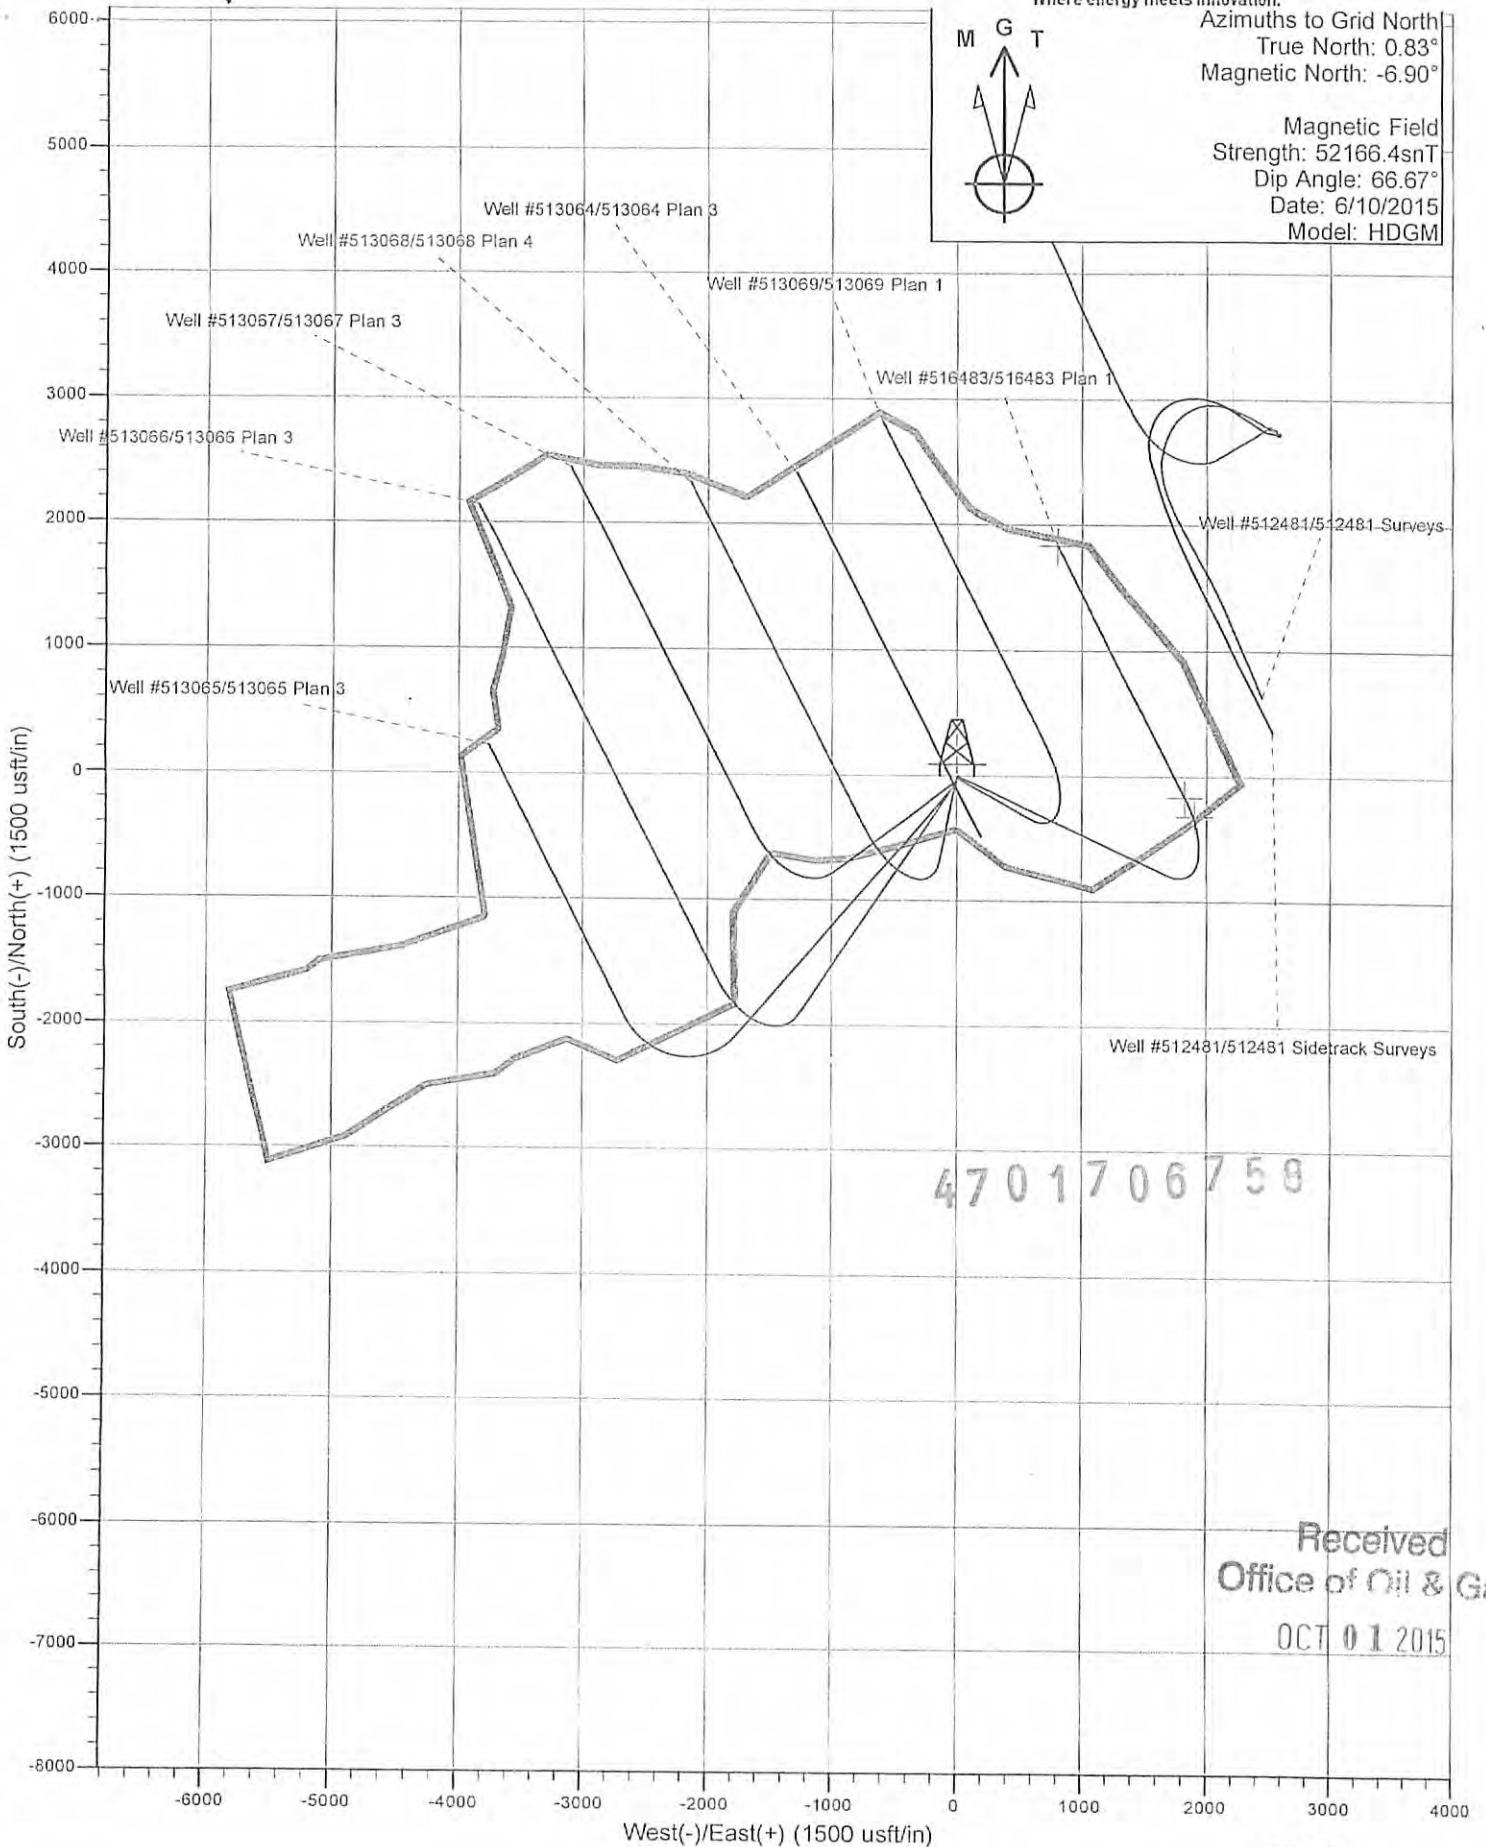 Where energy meets innovation.
Azimuths to Grid North
True North: 0.83°
Magnetic North: -6.90°
Magnetic Field
Strength: 52166.4snT
Dip Angle: 66.67°
Date: 6/10/2015
Model: HDGM
M G T
6000
5000
4000
3000
2000
1000
0
-1000
-2000
-3000
-4000
-5000
-6000
-7000
-8000
South(-)/North(+) (1500 usft/in)
Well #513064/513064 Plan 3
Well #513068/513068 Plan 4
Well #513069/513069 Plan 1
Well #513067/513067 Plan 3
Well #516483/516483 Plan 1
Well #513066/513066 Plan 3
Well #512481/512481 Surveys
Well #513065/513065 Plan 3
Well #512481/512481 Sidetrack Surveys
Received
Office of Oil & Ga
OCT 01 2015
-6000 -5000 -4000 -3000 -2000 -1000 0 1000 2000 3000 4000
West(-)/East(+) (1500 usft/in)